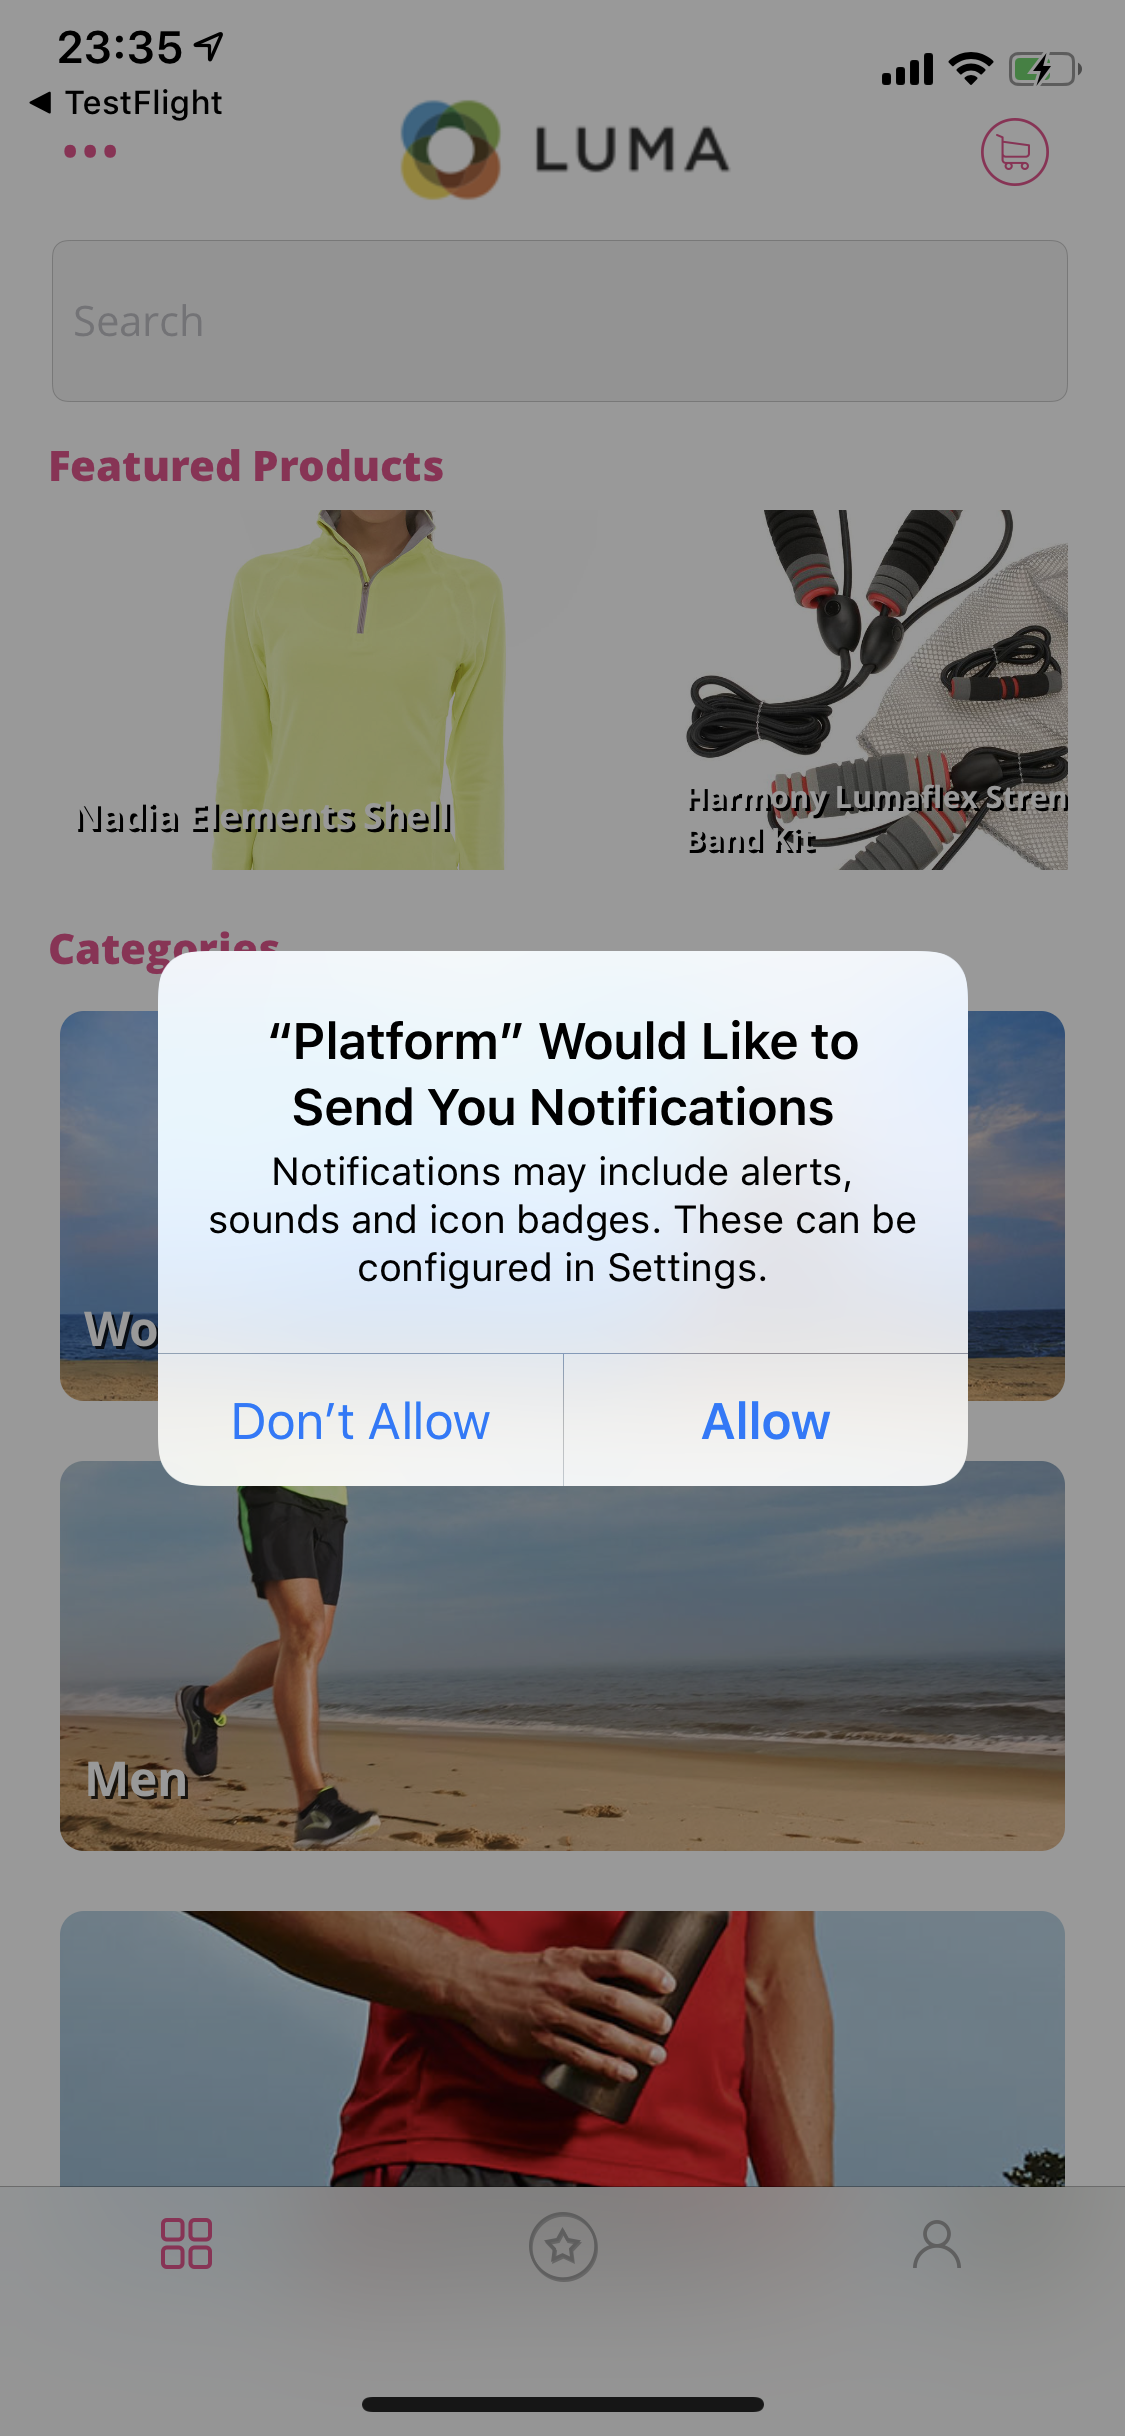 23:35
◀ TestFlight
LUMA
Search
Featured Products
Nadia Elements Shell
Harmony Lumaflex Stren
Band Kit
Categories
“Platform” Would Like to
Send You Notifications
Notifications may include alerts,
sounds and icon badges. These can be
configured in Settings.
Wo
Don’t Allow
Allow
Men